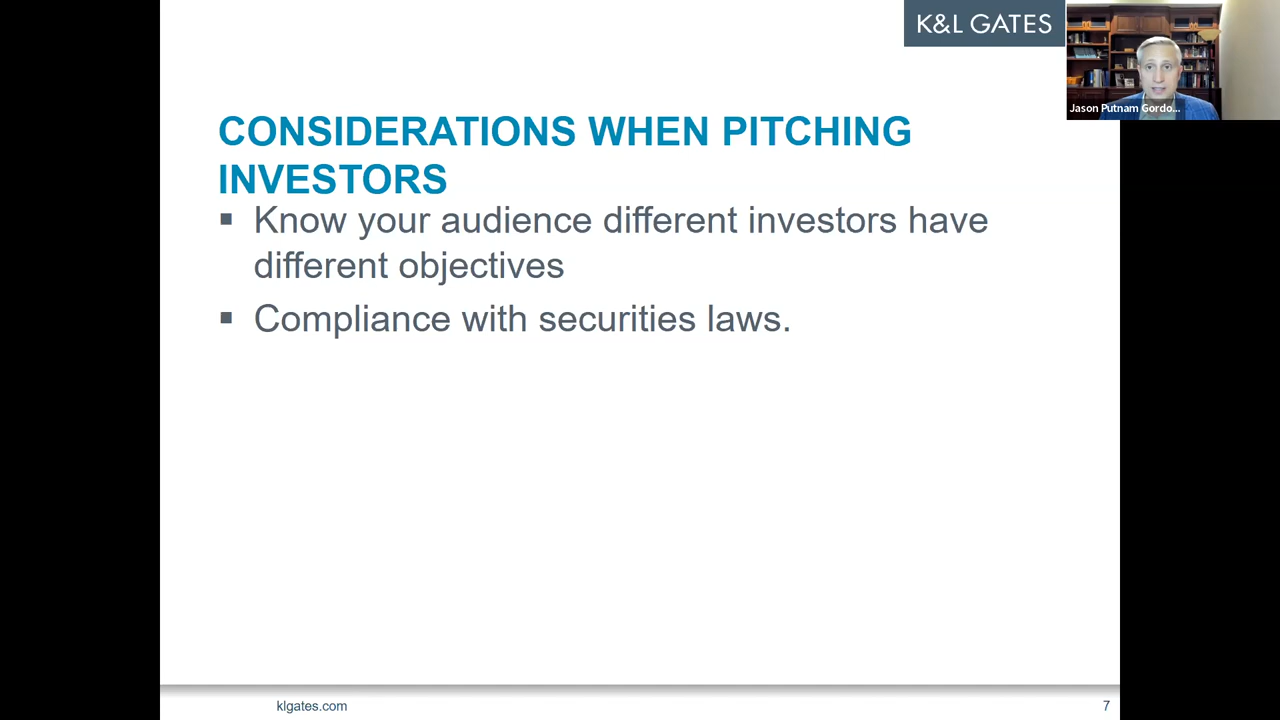 K&L GATES
Jason Putnam Gordo...
CONSIDERATIONS WHEN PITCHING
INVESTORS
▪ Know your audience different investors have
different objectives
▪ Compliance with securities laws.
klgates.com
7